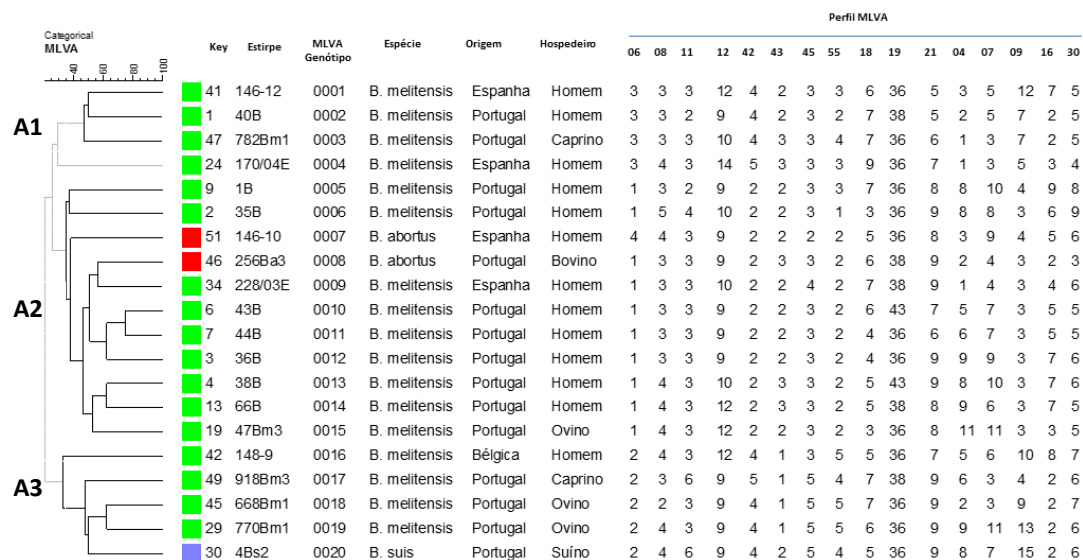 Perfil MLVA
Categorical
MLVA
Key Estirpe MLVA Genótipo Espécie Origem Hospedeiro 06 08 11 12 42 43 45 55 18 19 21 04 07 09 16 30
40 60 80 100
41 146-12 0001 B. melitensis Espanha Homem 3 3 3 12 4 2 3 3 6 36 5 3 5 12 7 5
A1
1 40B 0002 B. melitensis Portugal Homem 3 3 2 9 4 2 3 2 7 38 5 2 5 7 2 5
47 782Bm1 0003 B. melitensis Portugal Caprino 3 3 3 10 4 3 3 4 7 36 6 1 3 7 2 5
24 170/04E 0004 B. melitensis Espanha Homem 3 4 3 14 5 3 3 3 9 36 7 1 3 5 3 4
9 1B 0005 B. melitensis Portugal Homem 1 3 2 9 2 2 3 3 7 36 8 8 10 4 9 8
2 35B 0006 B. melitensis Portugal Homem 1 5 4 10 2 2 3 1 3 36 9 8 8 3 6 9
51 146-10 0007 B. abortus Espanha Homem 4 4 3 9 2 2 2 2 5 36 8 3 9 4 5 6
46 256Ba3 0008 B. abortus Portugal Bovino 1 3 3 9 2 3 3 2 6 38 9 2 4 3 2 3
34 228/03E 0009 B. melitensis Espanha Homem 1 3 3 10 2 2 4 2 7 38 9 1 4 3 4 6
A2
6 43B 0010 B. melitensis Portugal Homem 1 3 3 9 2 2 3 2 6 43 7 5 7 3 5 5
7 44B 0011 B. melitensis Portugal Homem 1 3 3 9 2 2 3 2 4 36 6 6 7 3 5 5
3 36B 0012 B. melitensis Portugal Homem 1 3 3 9 2 2 3 2 4 36 9 9 9 3 7 6
4 38B 0013 B. melitensis Portugal Homem 1 4 3 10 2 3 3 2 5 43 9 8 10 3 7 6
13 66B 0014 B. melitensis Portugal Homem 1 4 3 12 2 3 3 2 5 38 8 9 6 3 7 5
19 47Bm3 0015 B. melitensis Portugal Ovino 1 4 3 12 2 2 3 2 3 36 8 11 11 3 3 5
42 148-9 0016 B. melitensis Bélgica Homem 2 4 3 12 4 1 3 5 5 36 7 5 6 10 8 7
A3
49 918Bm3 0017 B. melitensis Portugal Caprino 2 3 6 9 5 1 5 4 7 38 9 6 3 4 2 6
45 668Bm1 0018 B. melitensis Portugal Ovino 2 2 3 9 4 1 5 5 7 36 9 2 3 9 2 7
29 770Bm1 0019 B. melitensis Portugal Ovino 2 4 3 9 4 1 5 5 6 36 9 9 11 13 2 6
30 4Bs2 0020 B. suis Portugal Suíno 2 4 6 9 4 2 5 4 5 36 9 8 7 15 2 6